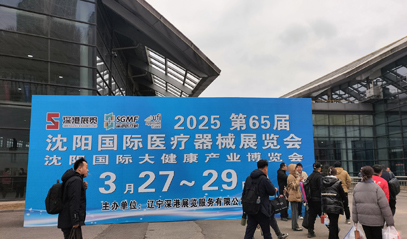 深港展览 SGMF
2025 第65届
沈阳国际医疗器械展览会
沈阳国际大健康产业博览会
3月27~29
主办单位：辽宁深港展览服务有限公